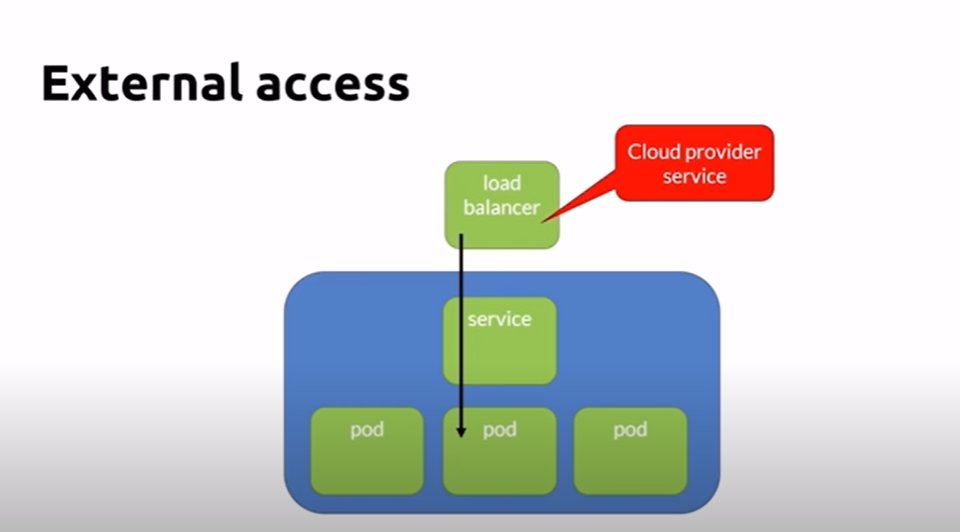 External access
Cloud provider
service
load
balancer
service
pod
pod
pod